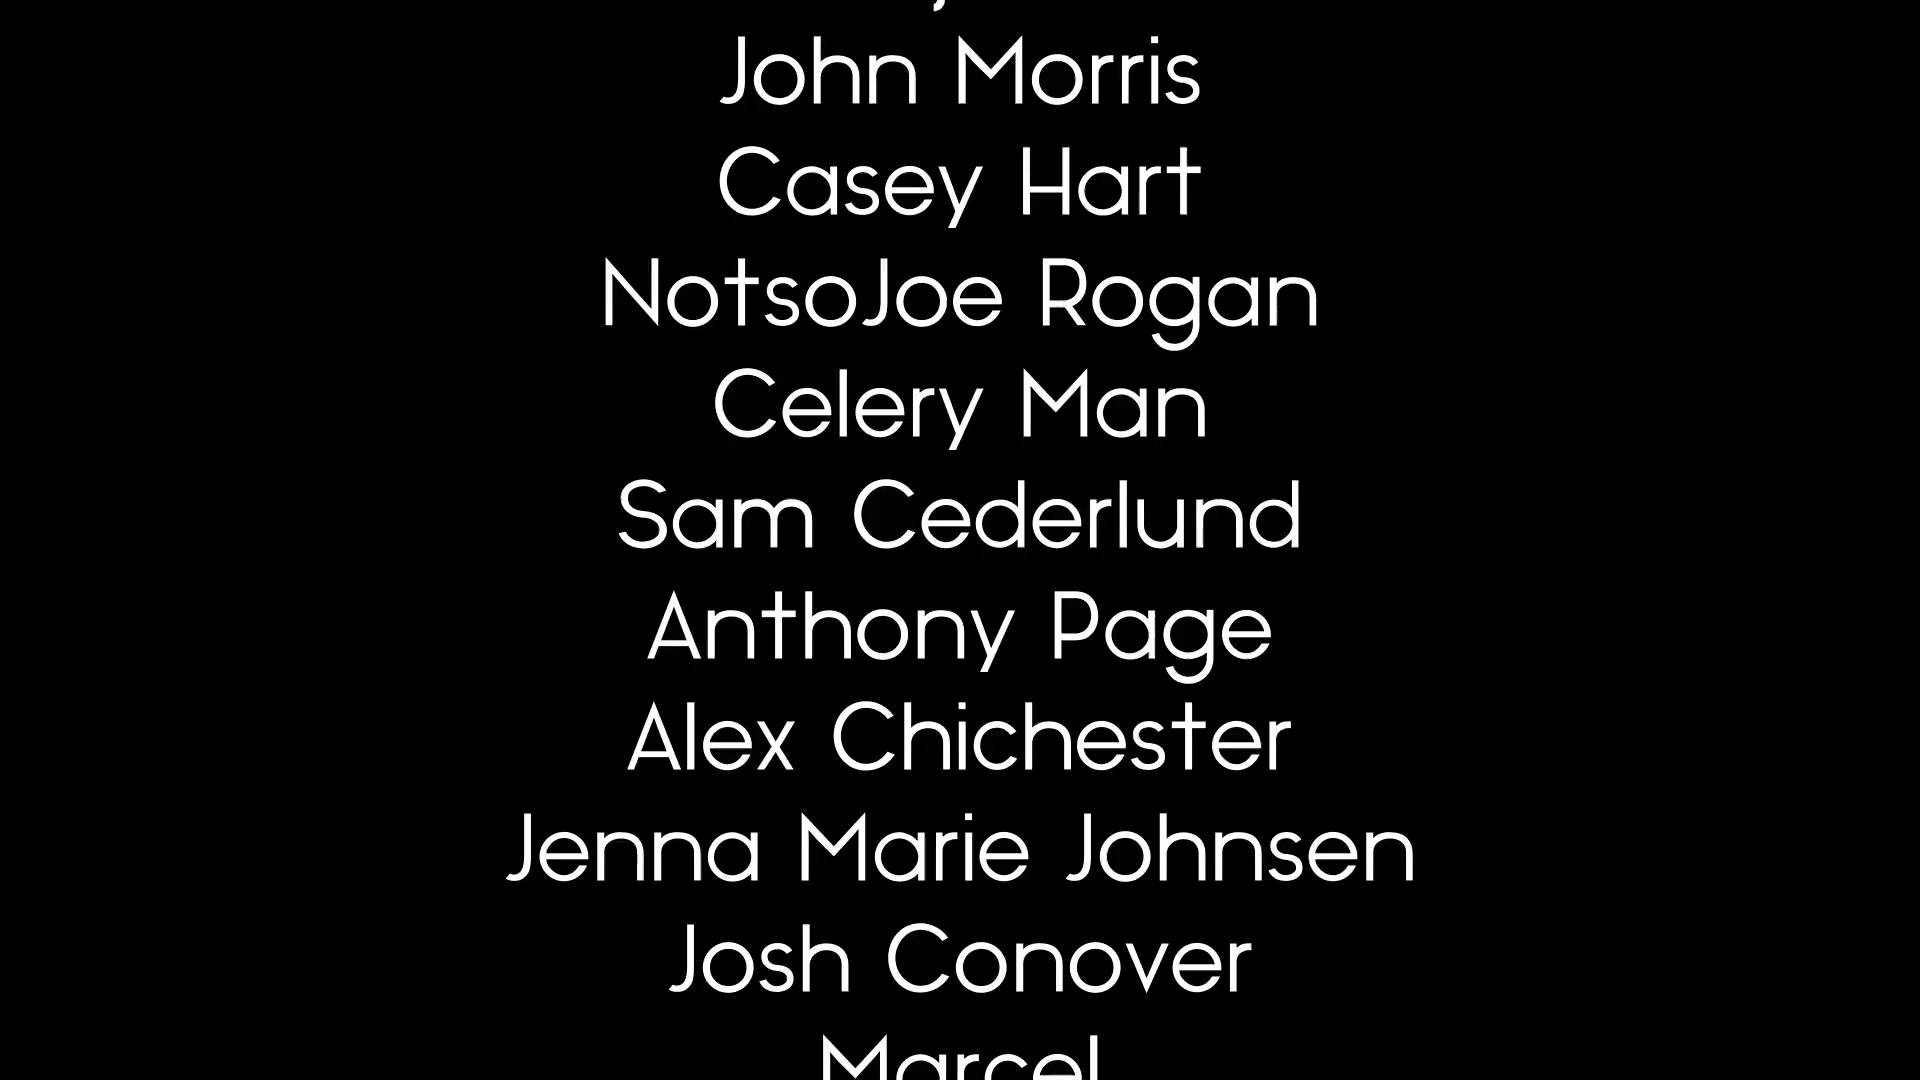 John Morris
Casey Hart
NotsoJoe Rogan
Celery Man
Sam Cederlund
Anthony Page
Alex Chichester
Jenna Marie Johnsen
Josh Conover
Marcel